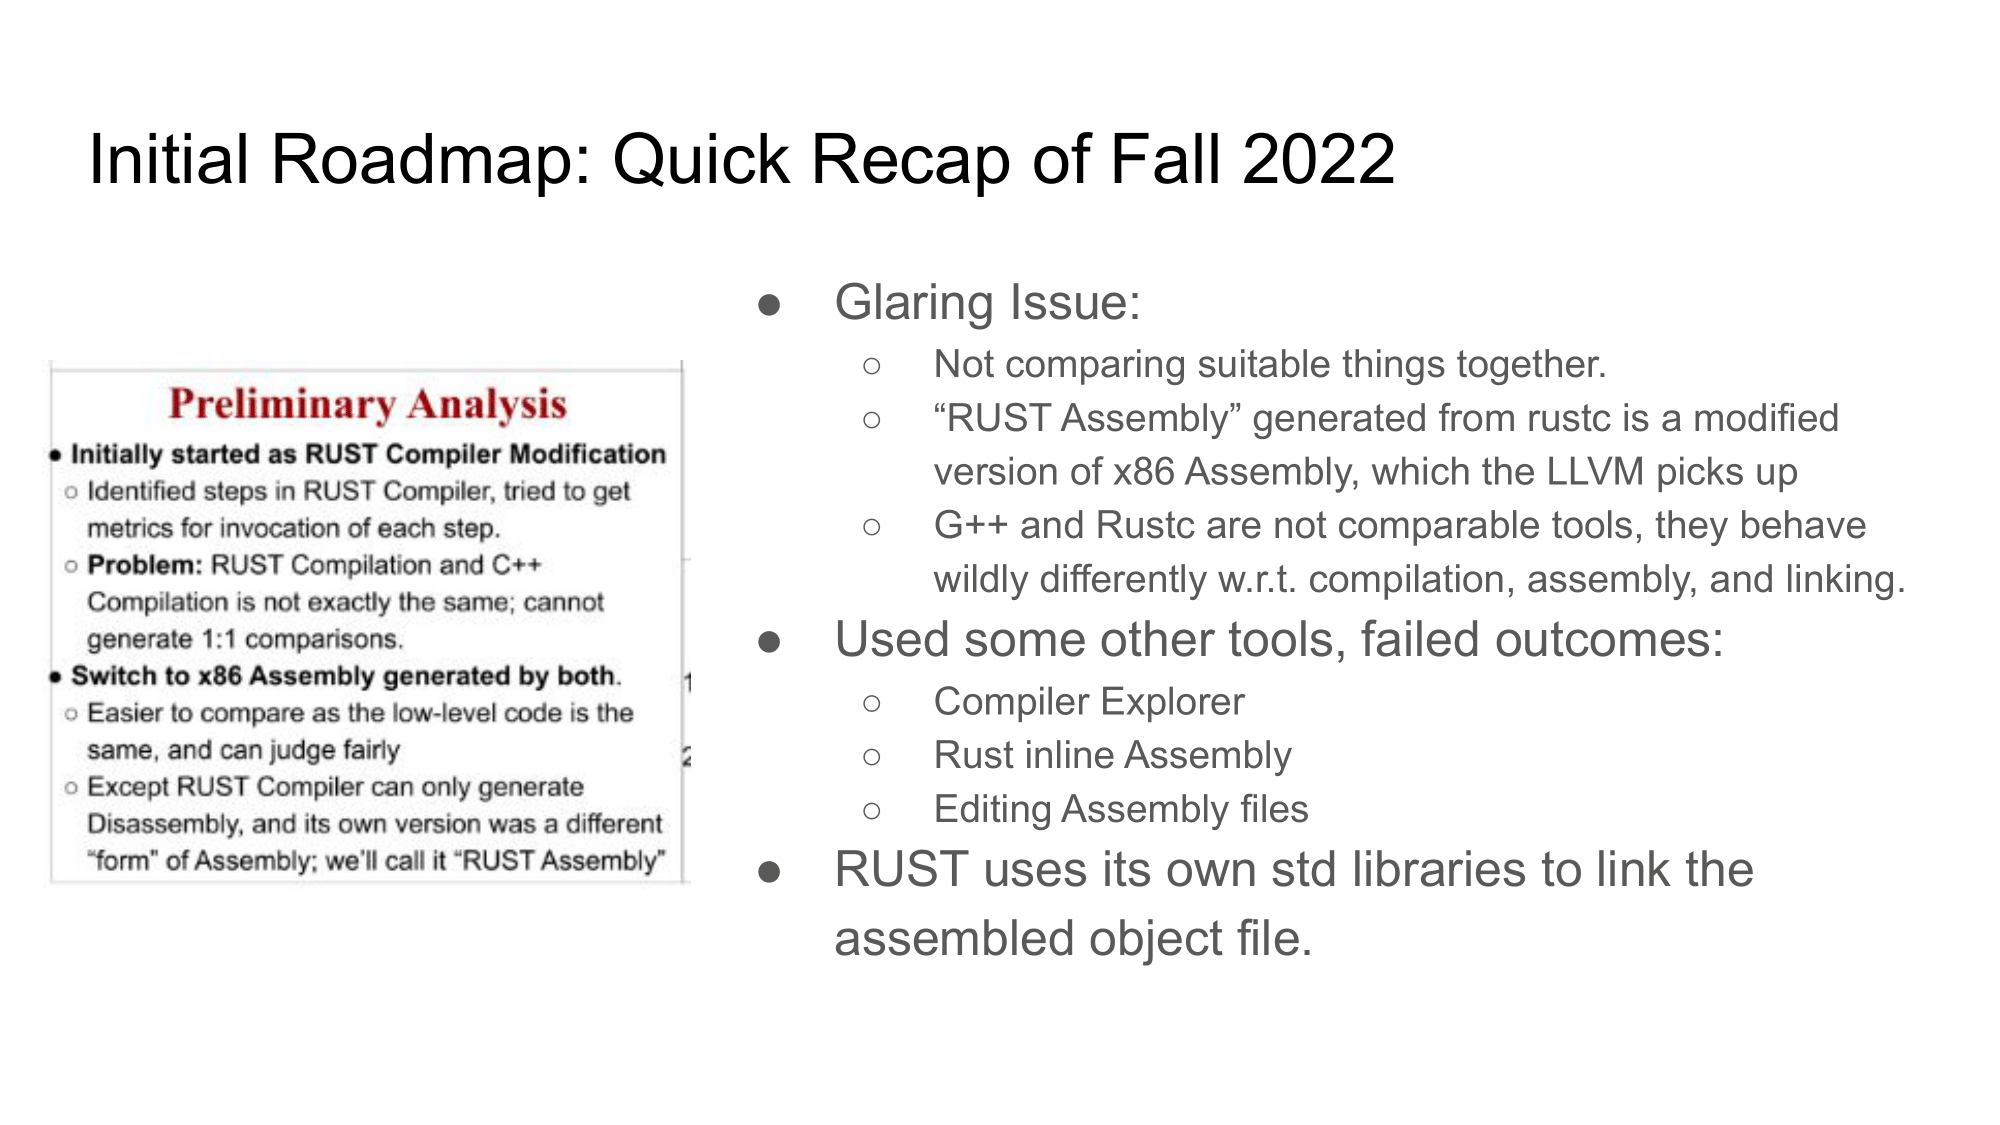 Initial Roadmap: Quick Recap of Fall 2022
Preliminary Analysis
● Initially started as RUST Compiler Modification
○ Identified steps in RUST Compiler, tried to get
metrics for invocation of each step.
○ Problem: RUST Compilation and C++
Compilation is not exactly the same; cannot
generate 1:1 comparisons.
● Switch to x86 Assembly generated by both.
○ Easier to compare as the low-level code is the
same, and can judge fairly
○ Except RUST Compiler can only generate
Disassembly, and its own version was a different
“form” of Assembly; we’ll call it “RUST Assembly”
1
2
● Glaring Issue:
○ Not comparing suitable things together.
○ “RUST Assembly” generated from rustc is a modified
version of x86 Assembly, which the LLVM picks up
○ G++ and Rustc are not comparable tools, they behave
wildly differently w.r.t. compilation, assembly, and linking.
● Used some other tools, failed outcomes:
○ Compiler Explorer
○ Rust inline Assembly
○ Editing Assembly files
● RUST uses its own std libraries to link the
assembled object file.